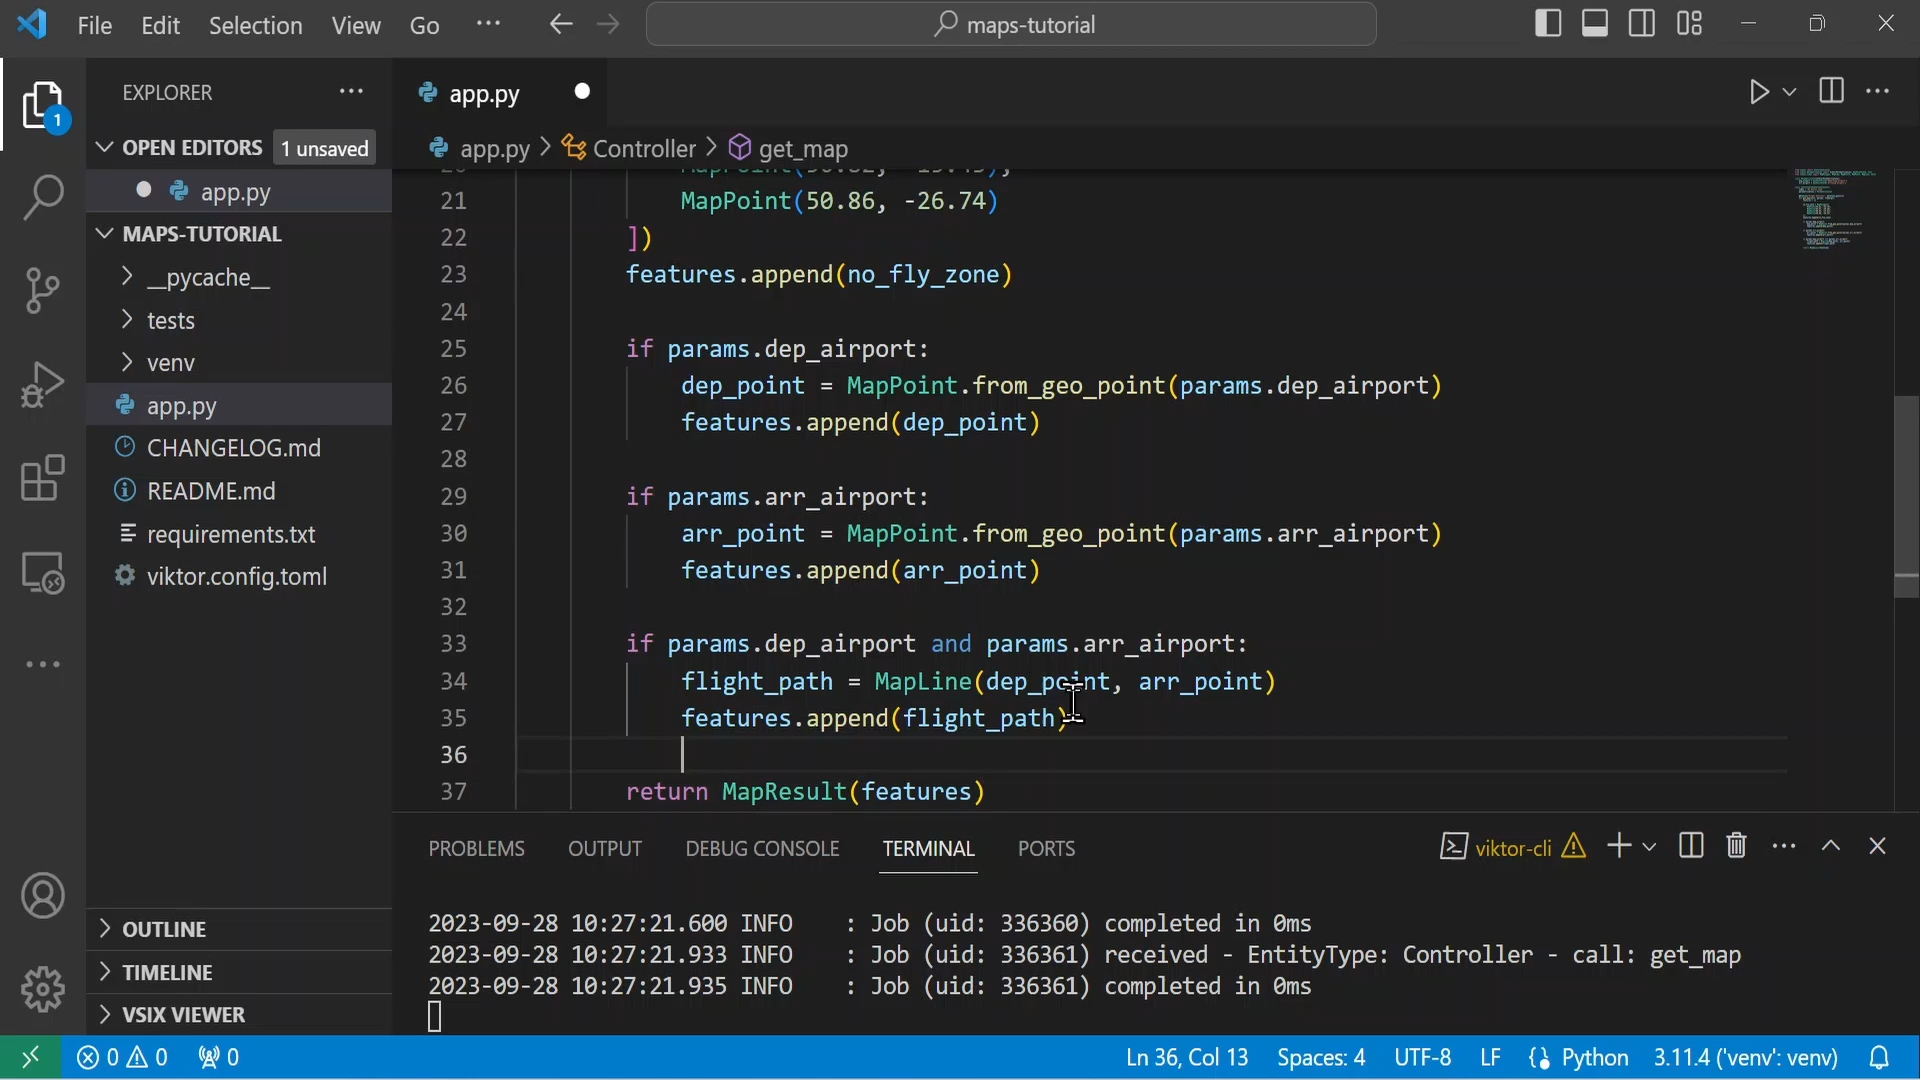 File Edit Selection View Go ··· maps-tutorial
EXPLORER ··· app.py
OPEN EDITORS 1 unsaved
app.py > Controller > get_map
app.py
MAPS-TUTORIAL
__pycache__
tests
venv
app.py
CHANGELOG.md
README.md
requirements.txt
viktor.config.toml
OUTLINE
TIMELINE
VSIX VIEWER
1
21 MapPoint(50.86, -26.74)
22 ])
23 features.append(no_fly_zone)
24
25 if params.dep_airport:
26 dep_point = MapPoint.from_geo_point(params.dep_airport)
27 features.append(dep_point)
28
29 if params.arr_airport:
30 arr_point = MapPoint.from_geo_point(params.arr_airport)
31 features.append(arr_point)
32
33 if params.dep_airport and params.arr_airport:
34 flight_path = MapLine(dep_point, arr_point)
35 features.append(flight_path)
36
37 return MapResult(features)
PROBLEMS OUTPUT DEBUG CONSOLE TERMINAL PORTS viktor-cli
2023-09-28 10:27:21.600 INFO : Job (uid: 336360) completed in 0ms
2023-09-28 10:27:21.933 INFO : Job (uid: 336361) received - EntityType: Controller - call: get_map
2023-09-28 10:27:21.935 INFO : Job (uid: 336361) completed in 0ms
0 0 0 Ln 36, Col 13 Spaces: 4 UTF-8 LF Python 3.11.4 ('venv': venv)